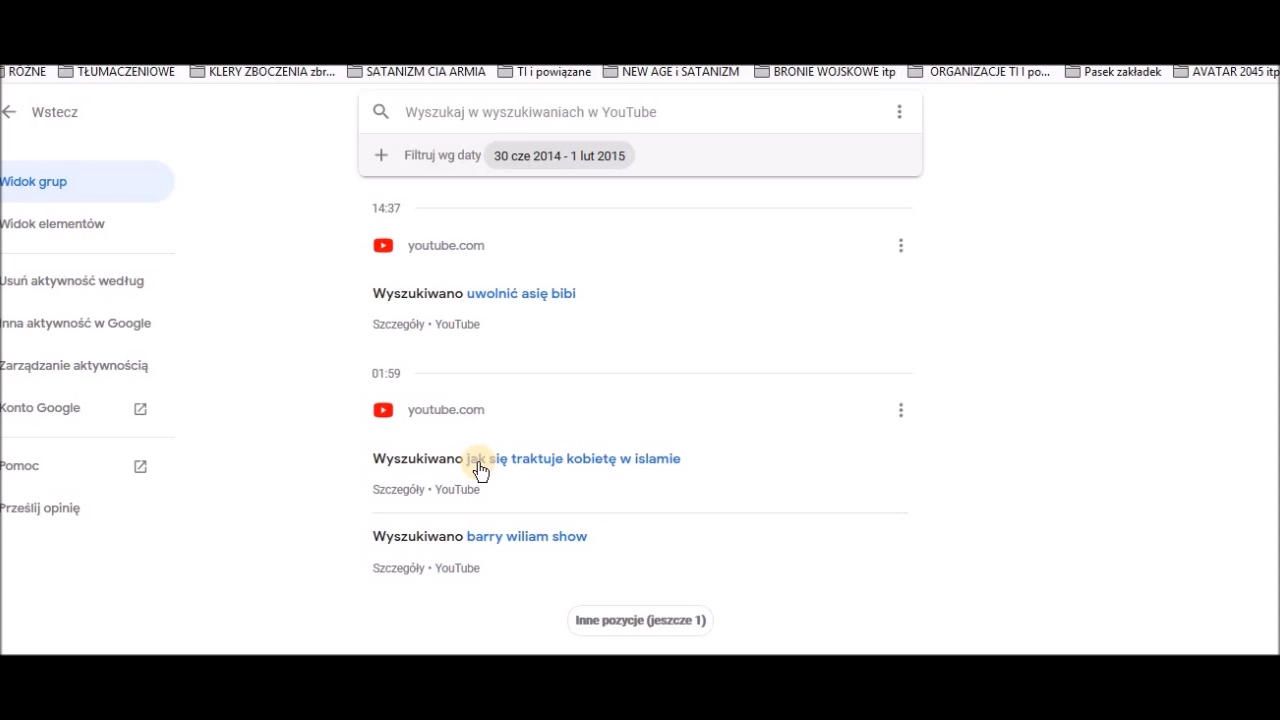 RÓŻNE TŁUMACZENIOWE KLERY ZBOCZENIA zbr... SATANIZM CIA ARMIA TI i powiązane NEW AGE i SATANIZM BRONIE WOJSKOWE itp ORGANIZACJE TI I po... Pasek zakładek AVATAR 2045 itp
Wstecz
Wyszukaj w wyszukiwaniach w YouTube
Filtruj wg daty 30 cze 2014 - 1 lut 2015
Widok grup
Widok elementów
Usuń aktywność według
Inna aktywność w Google
Zarządzanie aktywnością
Konto Google
Pomoc
Prześlij opinię
14:37
youtube.com
Wyszukiwano uwolnić asię bibi
Szczegóły • YouTube
01:59
youtube.com
Wyszukiwano jak się traktuje kobietę w islamie
Szczegóły • YouTube
Wyszukiwano barry wiliam show
Szczegóły • YouTube
Inne pozycje (jeszcze 1)